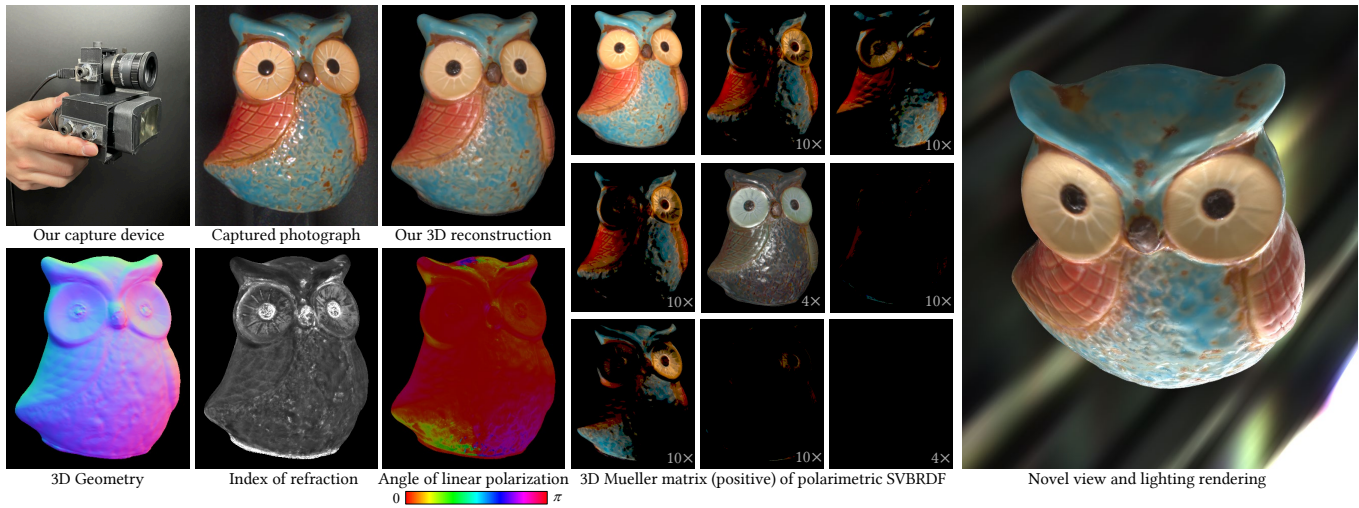 Our capture device
Captured photograph
Our 3D reconstruction
10×
10×
10×
4×
10×
10×
4×
3D Geometry
Index of refraction
Angle of linear polarization
0
π
3D Mueller matrix (positive) of polarimetric SVBRDF
Novel view and lighting rendering